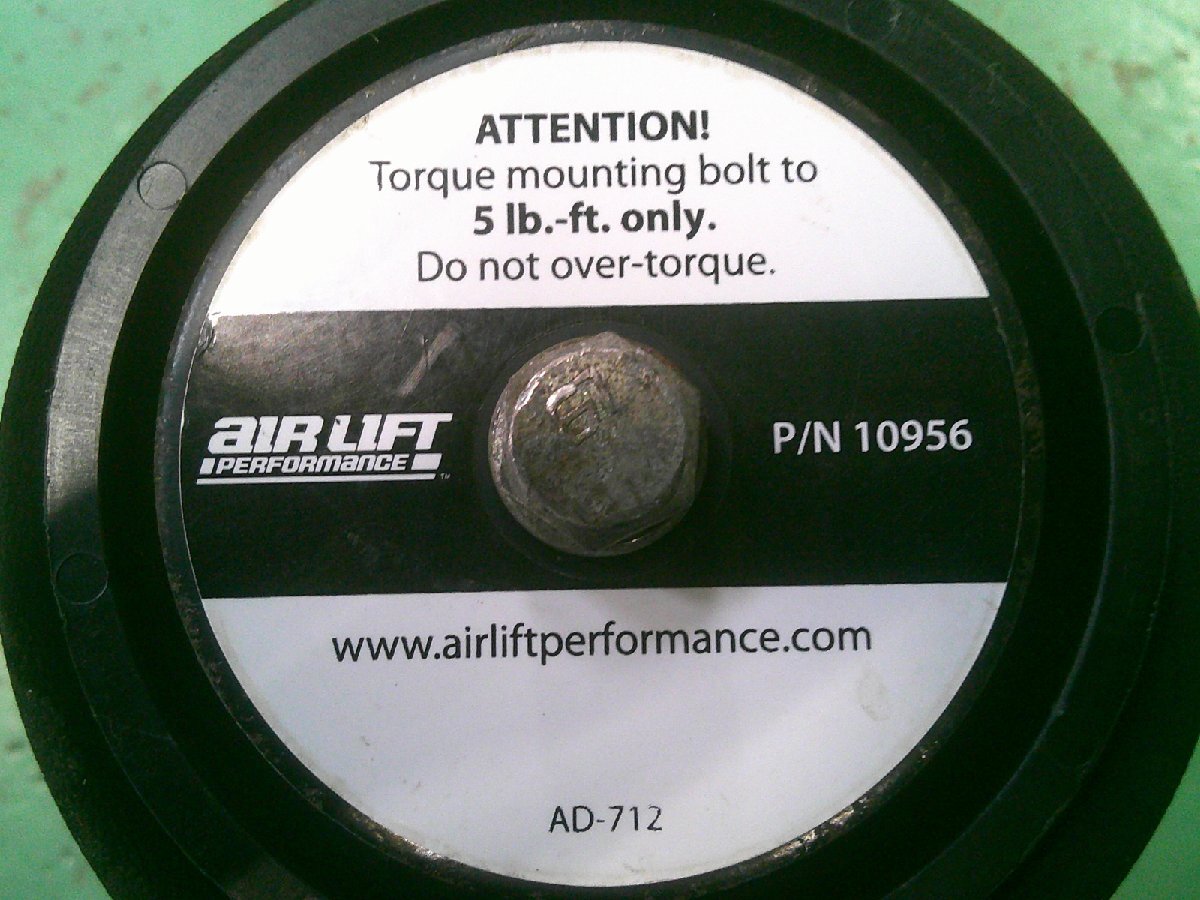 ATTENTION!
Torque mounting bolt to
5 lb.-ft. only.
Do not over-torque.
AIR LIFT
PERFORMANCE™
P/N 10956
www.airliftperformance.com
AD-712